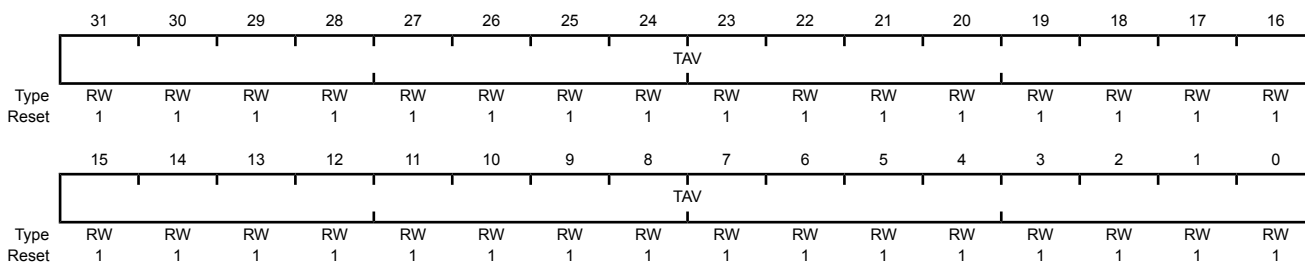 31 30 29 28 27 26 25 24 23 22 21 20 19 18 17 16
TAV
Type RW RW RW RW RW RW RW RW RW RW RW RW RW RW RW RW
Reset 1 1 1 1 1 1 1 1 1 1 1 1 1 1 1 1
15 14 13 12 11 10 9 8 7 6 5 4 3 2 1 0
TAV
Type RW RW RW RW RW RW RW RW RW RW RW RW RW RW RW RW
Reset 1 1 1 1 1 1 1 1 1 1 1 1 1 1 1 1